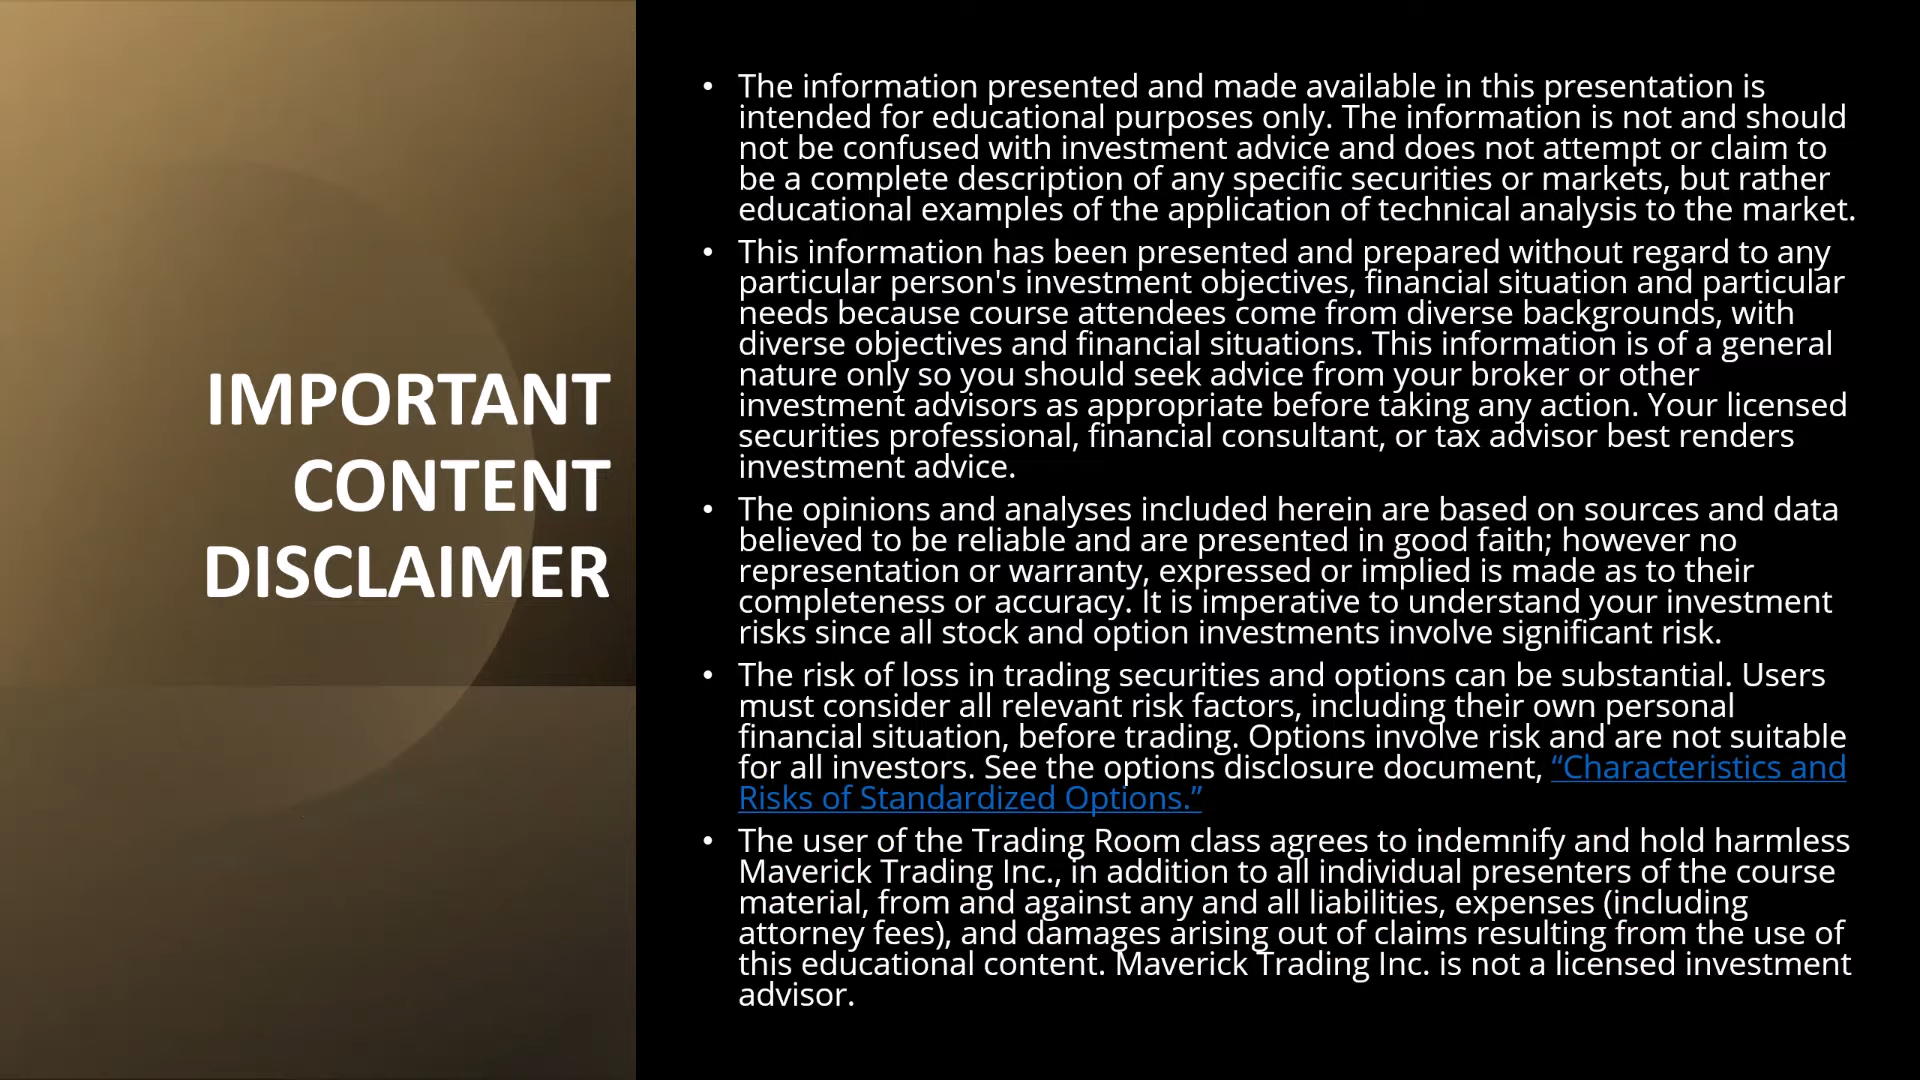 IMPORTANT
CONTENT
DISCLAIMER
• The information presented and made available in this presentation is
intended for educational purposes only. The information is not and should
not be confused with investment advice and does not attempt or claim to
be a complete description of any specific securities or markets, but rather
educational examples of the application of technical analysis to the market.
• This information has been presented and prepared without regard to any
particular person's investment objectives, financial situation and particular
needs because course attendees come from diverse backgrounds, with
diverse objectives and financial situations. This information is of a general
nature only so you should seek advice from your broker or other
investment advisors as appropriate before taking any action. Your licensed
securities professional, financial consultant, or tax advisor best renders
investment advice.
• The opinions and analyses included herein are based on sources and data
believed to be reliable and are presented in good faith; however no
representation or warranty, expressed or implied is made as to their
completeness or accuracy. It is imperative to understand your investment
risks since all stock and option investments involve significant risk.
• The risk of loss in trading securities and options can be substantial. Users
must consider all relevant risk factors, including their own personal
financial situation, before trading. Options involve risk and are not suitable
for all investors. See the options disclosure document, “Characteristics and
Risks of Standardized Options.”
• The user of the Trading Room class agrees to indemnify and hold harmless
Maverick Trading Inc., in addition to all individual presenters of the course
material, from and against any and all liabilities, expenses (including
attorney fees), and damages arising out of claims resulting from the use of
this educational content. Maverick Trading Inc. is not a licensed investment
advisor.